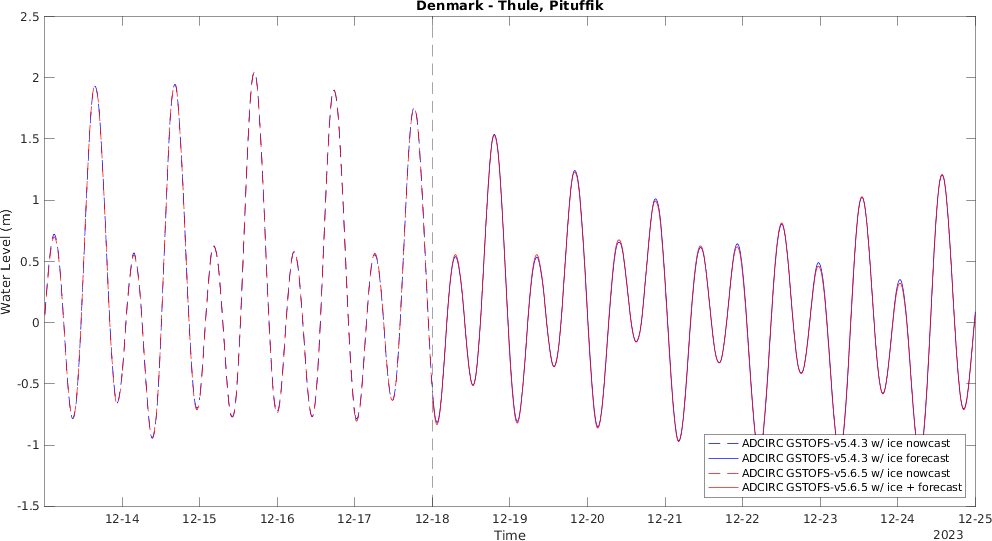 Denmark - Thule, Pituffik
2.5
2
1.5
1
0.5
0
-0.5
-1
-1.5
Water Level (m)
ADCIRC GSTOFS-v5.4.3 w/ ice nowcast
ADCIRC GSTOFS-v5.4.3 w/ ice forecast
ADCIRC GSTOFS-v5.6.5 w/ ice nowcast
ADCIRC GSTOFS-v5.6.5 w/ ice + forecast
12-14 12-15 12-16 12-17 12-18 12-19 12-20 12-21 12-22 12-23 12-24 12-25
Time
2023